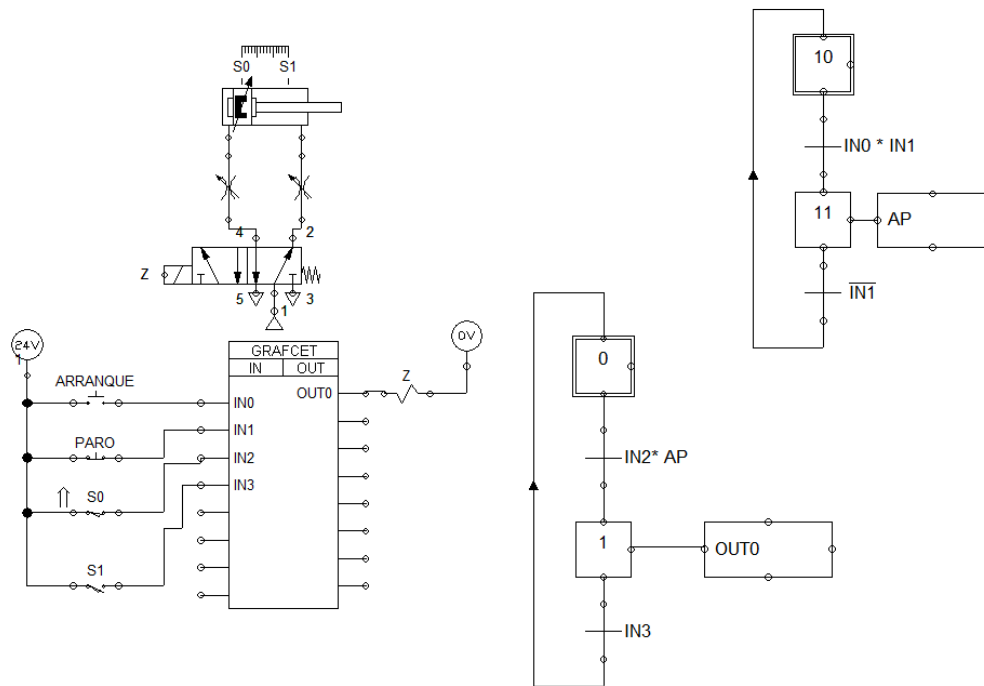 S0 S1
4 2
Z
5 1 3
24V
1
0V
GRAFCET
IN OUT
ARRANQUE
IN0
OUT0
Z
PARO
IN1
IN2
S0
IN3
S1
10
IN0 * IN1
11
AP
IN1
0
IN2* AP
1
OUT0
IN3